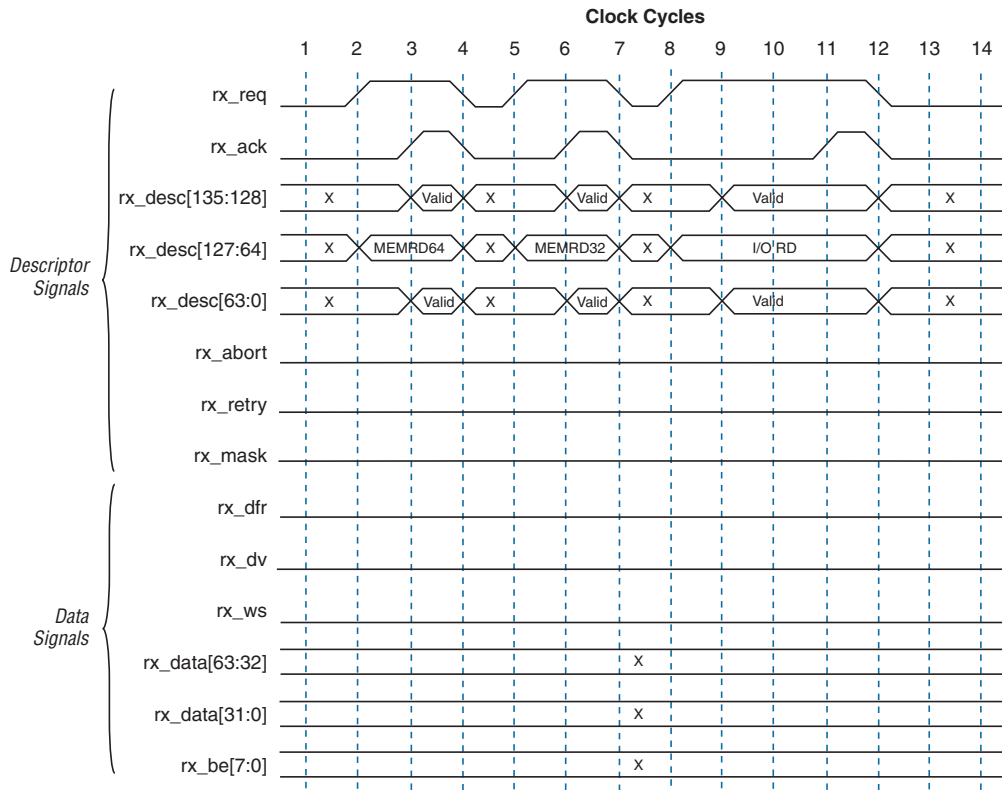 Clock Cycles
1 2 3 4 5 6 7 8 9 10 11 12 13 14
rx_req
rx_ack
rx_desc[135:128] X Valid X Valid X Valid X
rx_desc[127:64] X MEMRD64 X MEMRD32 X I/O RD X
Descriptor
Signals
rx_desc[63:0] X Valid X Valid X Valid X
rx_abort
rx_retry
rx_mask
rx_dfr
rx_dv
Data
Signals
rx_ws
rx_data[63:32] X
rx_data[31:0] X
rx_be[7:0] X